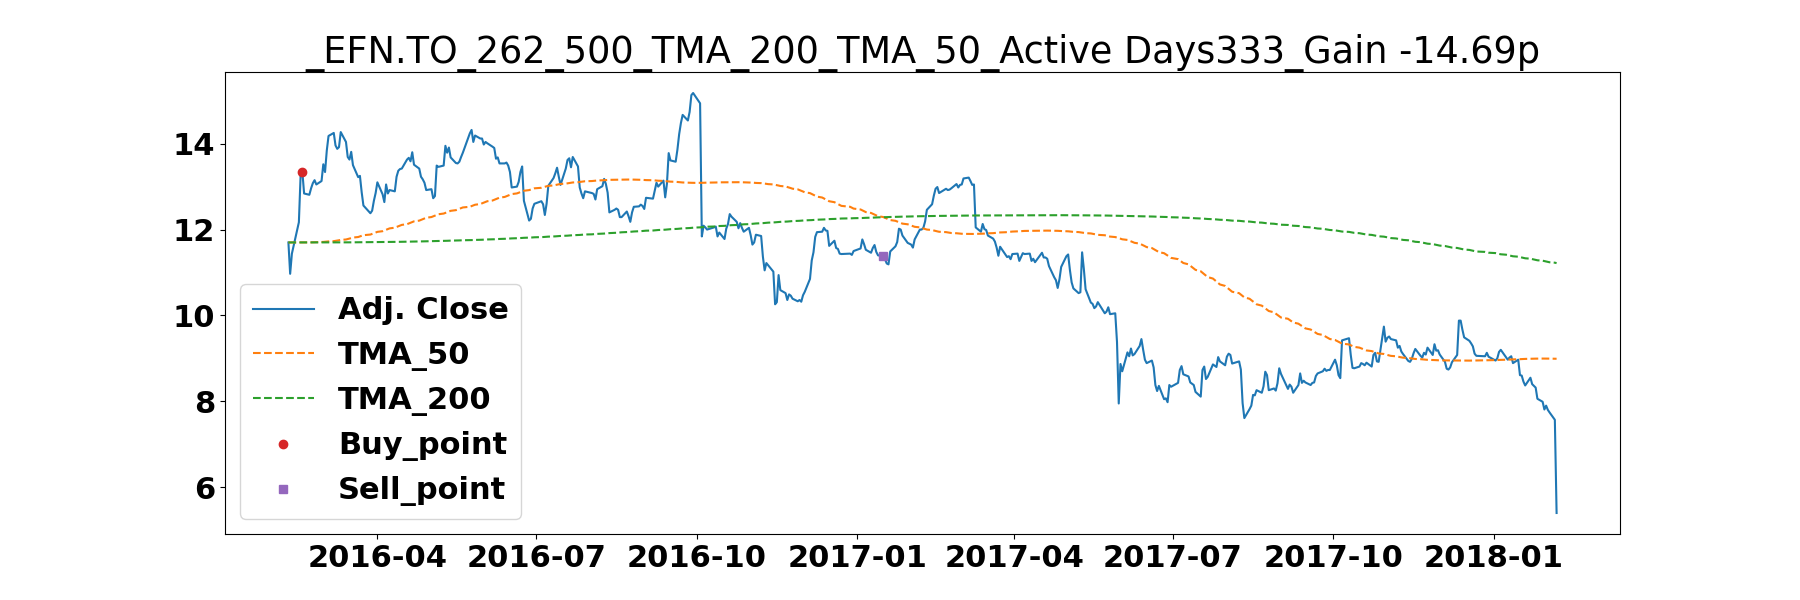 _EFN.TO_262_500_TMA_200_TMA_50_Active Days333_Gain -14.69p
14
12
10
8
6
Adj. Close
TMA_50
TMA_200
Buy_point
Sell_point
2016-04 2016-07 2016-10 2017-01 2017-04 2017-07 2017-10 2018-01